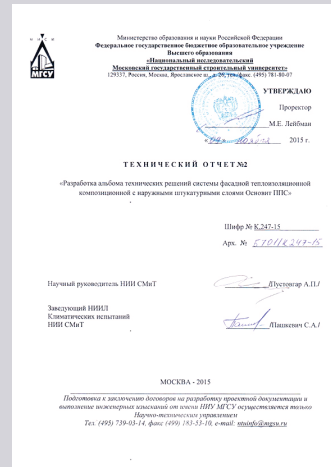 НИСИ
МГСУ
Министерство образования и науки Российской Федерации
Федеральное государственное бюджетное образовательное учреждение
Высшего образования
«Национальный исследовательский
Московский государственный строительный университет»
129337, Россия, Москва, Ярославское ш., д. 26, тел./факс. (495) 781-80-07
УТВЕРЖДАЮ
Проректор
М.Е. Лейбман
2015 г.
ТЕХНИЧЕСКИЙ ОТЧЕТ №2
«Разработка альбома технических решений системы фасадной теплоизоляционной
композиционной с наружными штукатурными слоями Основит ППС»
Шифр № К.247-15
Арх. №
Научный руководитель НИИ СМиТ /Пустовгар А.П./
Заведующий НИИЛ
Климатических испытаний
НИИ СМиТ /Пашкевич С.А./
МОСКВА - 2015
Подготовка к заключению договоров на разработку проектной документации и
выполнение инженерных изысканий от имени НИУ МГСУ осуществляется только
Научно-техническим управлением
Тел. (495) 739-03-14, факс (499) 183-53-10, e-mail: ntuinfo@mgsu.ru